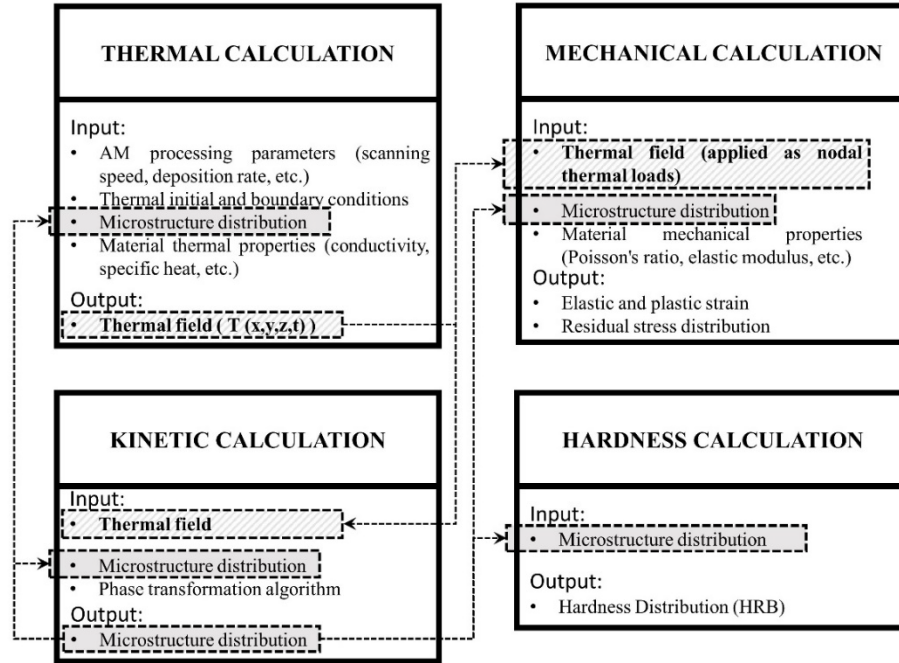 THERMAL CALCULATION
Input:
• AM processing parameters (scanning
speed, deposition rate, etc.)
• Thermal initial and boundary conditions
• Microstructure distribution
• Material thermal properties (conductivity,
specific heat, etc.)
Output:
• Thermal field ( T (x,y,z,t) )
MECHANICAL CALCULATION
Input:
• Thermal field (applied as nodal
thermal loads)
• Microstructure distribution
• Material mechanical properties
(Poisson's ratio, elastic modulus, etc.)
Output:
• Elastic and plastic strain
• Residual stress distribution
KINETIC CALCULATION
Input:
• Thermal field
• Microstructure distribution
• Phase transformation algorithm
Output:
• Microstructure distribution
HARDNESS CALCULATION
Input:
• Microstructure distribution
Output:
• Hardness Distribution (HRB)